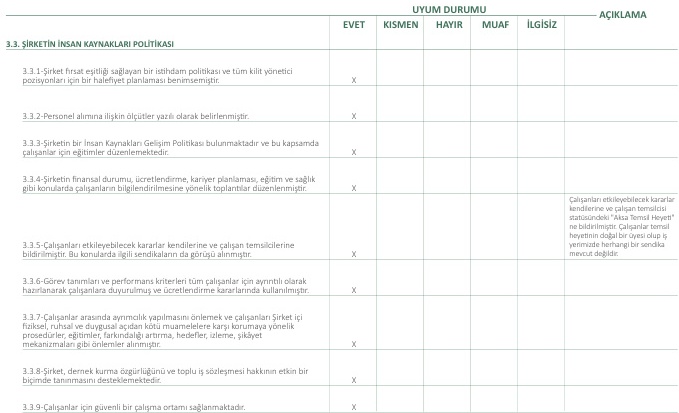 UYUM DURUMU
AÇIKLAMA
EVET KISMEN HAYIR MUAF İLGİSİZ
3.3. ŞİRKETİN İNSAN KAYNAKLARI POLİTİKASI
3.3.1-Şirket fırsat eşitliği sağlayan bir istihdam politikası ve tüm kilit yönetici
pozisyonları için bir halefiyet planlaması benimsemiştir. X
3.3.2-Personel alımına ilişkin ölçütler yazılı olarak belirlenmiştir. X
3.3.3-Şirketin bir İnsan Kaynakları Gelişim Politikası bulunmaktadır ve bu kapsamda
çalışanlar için eğitimler düzenlemektedir. X
3.3.4-Şirketin finansal durumu, ücretlendirme, kariyer planlaması, eğitim ve sağlık
gibi konularda çalışanların bilgilendirilmesine yönelik toplantılar düzenlenmiştir. X
3.3.5-Çalışanları etkileyebilecek kararlar kendilerine ve çalışan temsilcilerine
bildirilmiştir. Bu konularda ilgili sendikaların da görüşü alınmıştır. X
Çalışanları etkileyebilecek kararlar
kendilerine ve çalışan temsilcisi
statüsündeki "Aksa Temsil Heyeti"
ne bildirilmiştir. Çalışanlar temsil
heyetinin doğal bir üyesi olup iş
yerimizde herhangi bir sendika
mevcut değildir.
3.3.6-Görev tanımları ve performans kriterleri tüm çalışanlar için ayrıntılı olarak
hazırlanarak çalışanlara duyurulmuş ve ücretlendirme kararlarında kullanılmıştır. X
3.3.7-Çalışanlar arasında ayrımcılık yapılmasını önlemek ve çalışanları Şirket içi
fiziksel, ruhsal ve duygusal açıdan kötü muamelelere karşı korumaya yönelik
prosedürler, eğitimler, farkındalığı artırma, hedefler, izleme, şikâyet
mekanizmaları gibi önlemler alınmıştır. X
3.3.8-Şirket, dernek kurma özgürlüğünü ve toplu iş sözleşmesi hakkının etkin bir
biçimde tanınmasını desteklemektedir. X
3.3.9-Çalışanlar için güvenli bir çalışma ortamı sağlanmaktadır. X